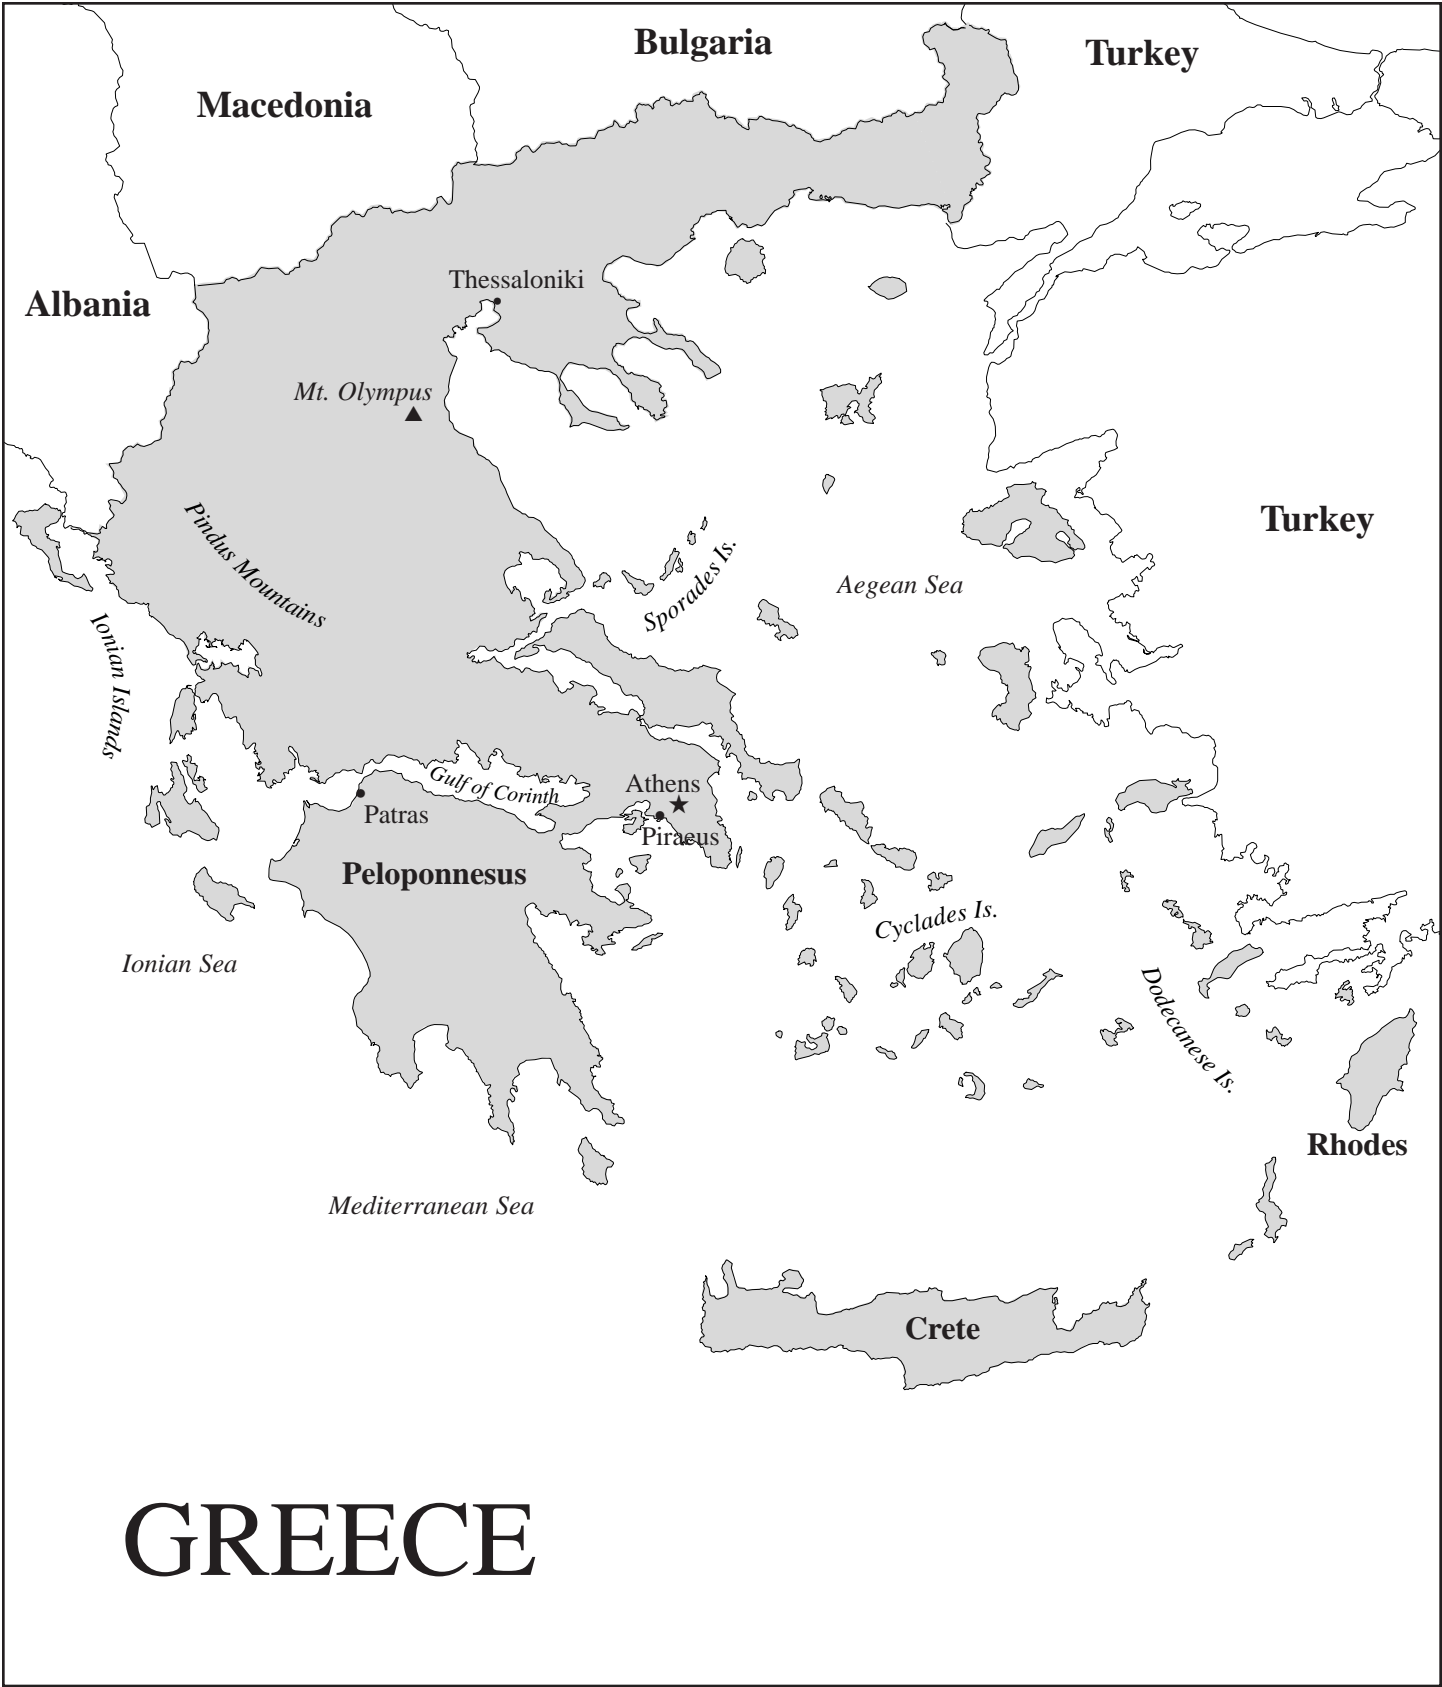 Bulgaria
Turkey
Macedonia
Thessaloniki
Albania
Mt. Olympus
Pindus Mountains
Turkey
Sporades Is.
Aegean Sea
Ionian Islands
Gulf of Corinth
Athens
Patras
Piraeus
Peloponnesus
Cyclades Is.
Ionian Sea
Dodecanese Is.
Rhodes
Mediterranean Sea
Crete
GREECE